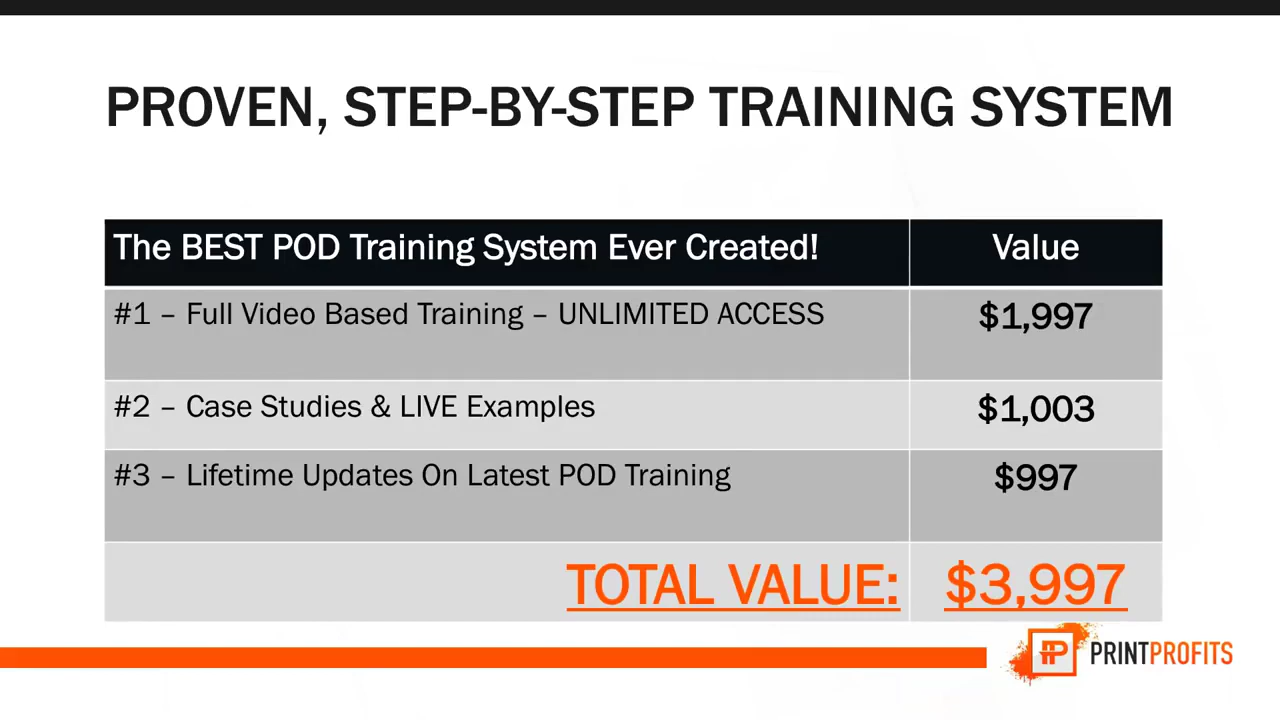 PROVEN, STEP-BY-STEP TRAINING SYSTEM
The BEST POD Training System Ever Created! Value
#1 – Full Video Based Training – UNLIMITED ACCESS $1,997
#2 – Case Studies & LIVE Examples $1,003
#3 – Lifetime Updates On Latest POD Training $997
TOTAL VALUE: $3,997
PRINTPROFITS